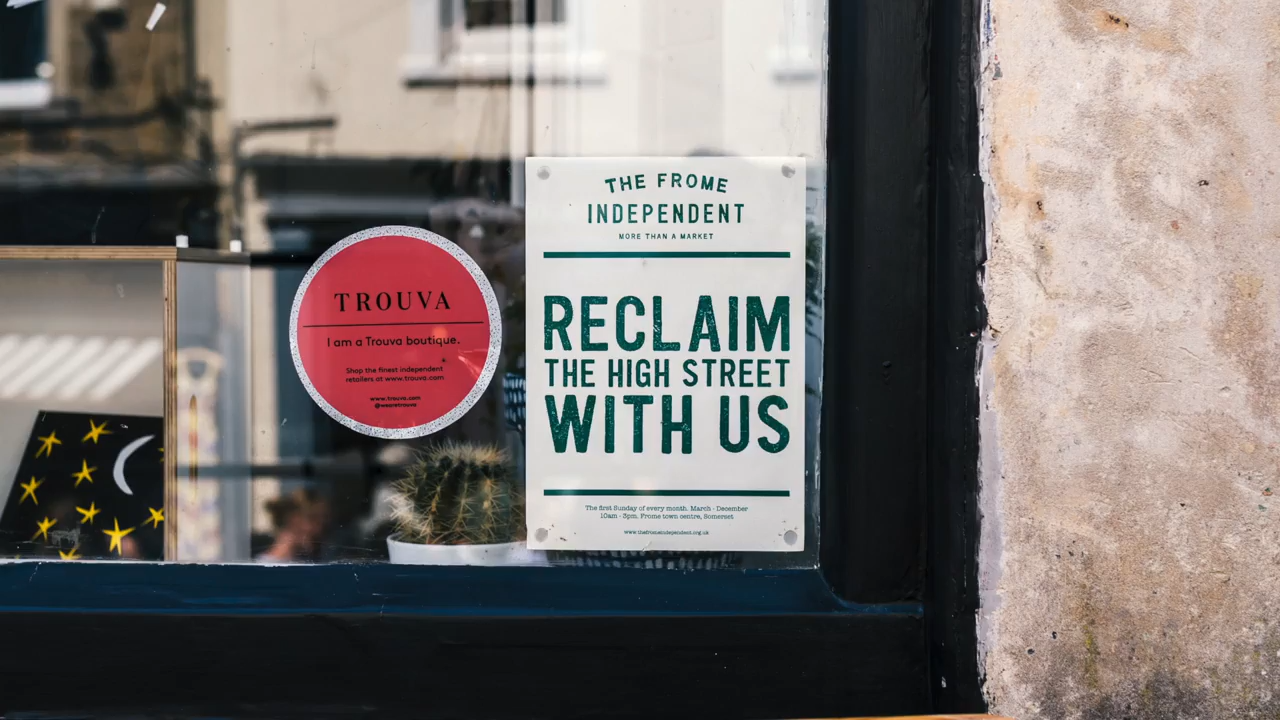 TROUVA
I am a Trouva boutique.
Shop the finest independent
retailers at www.trouva.com
www.trouva.com
@wearetrouva
THE FROME
INDEPENDENT
MORE THAN A MARKET
RECLAIM
THE HIGH STREET
WITH US
The first Sunday of every month. March - December
10am - 3pm. Frome town centre, Somerset
www.thefromeindependent.org.uk